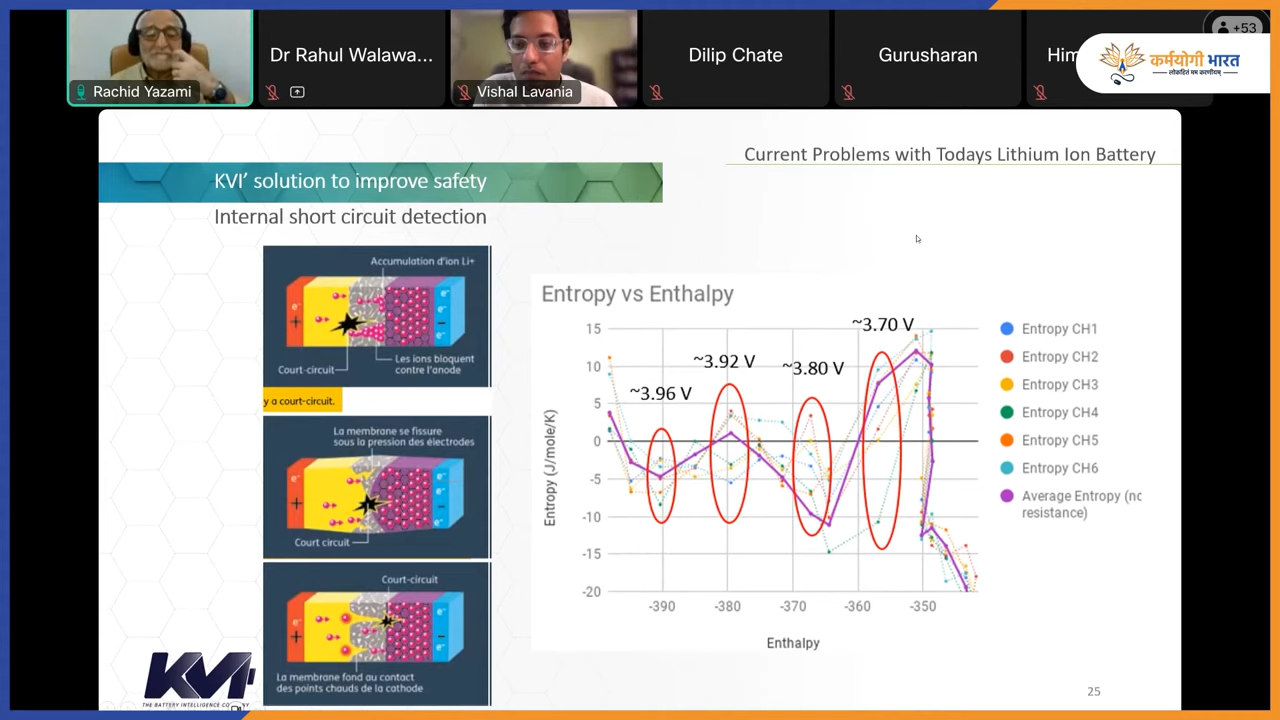 +53
Rachid Yazami
Dr Rahul Walawa...
Vishal Lavania
Dilip Chate
Gurusharan
Him
कर्मयोगी भारत
लोकहितं मम करणीयम्
Current Problems with Todays Lithium Ion Battery
KVI’ solution to improve safety
Internal short circuit detection
Accumulation d'ion Li+
e-
e-
+
−
e-
e-
Court-circuit
Les ions bloquent
contre l'anode
y a court-circuit.
La membrane se fissure
sous la pression des électrodes
e-
e-
+
−
e-
e-
Court circuit
Court-circuit
e-
e-
+
−
e-
e-
La membrane fond au contact
des points chauds de la cathode
KVI
THE BATTERY INTELLIGENCE COMPANY
Entropy vs Enthalpy
~3.96 V
~3.92 V
~3.80 V
~3.70 V
15
10
5
0
-5
-10
-15
-20
Entropy (J/mole/K)
-390
-380
-370
-360
-350
Enthalpy
Entropy CH1
Entropy CH2
Entropy CH3
Entropy CH4
Entropy CH5
Entropy CH6
Average Entropy (no
resistance)
25